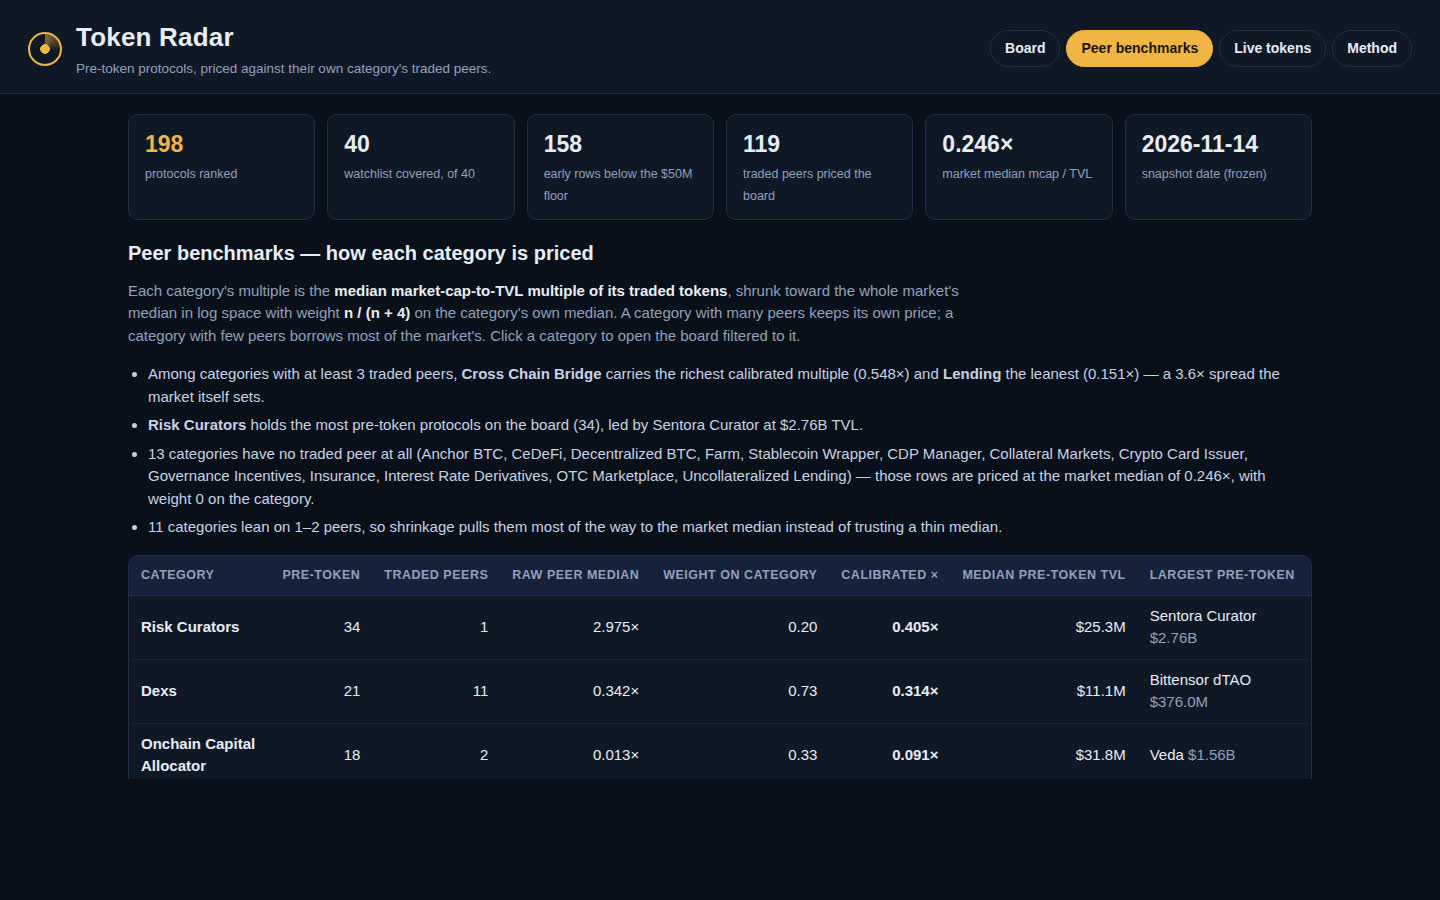 Token Radar
Pre-token protocols, priced against their own category's traded peers.
Board
Peer benchmarks
Live tokens
Method
198
protocols ranked
40
watchlist covered, of 40
158
early rows below the $50M
floor
119
traded peers priced the
board
0.246×
market median mcap / TVL
2026-11-14
snapshot date (frozen)
Peer benchmarks — how each category is priced
Each category's multiple is the median market-cap-to-TVL multiple of its traded tokens, shrunk toward the whole market's
median in log space with weight n / (n + 4) on the category's own median. A category with many peers keeps its own price; a
category with few peers borrows most of the market's. Click a category to open the board filtered to it.
• Among categories with at least 3 traded peers, Cross Chain Bridge carries the richest calibrated multiple (0.548×) and Lending the leanest (0.151×) — a 3.6× spread the
market itself sets.
• Risk Curators holds the most pre-token protocols on the board (34), led by Sentora Curator at $2.76B TVL.
• 13 categories have no traded peer at all (Anchor BTC, CeDeFi, Decentralized BTC, Farm, Stablecoin Wrapper, CDP Manager, Collateral Markets, Crypto Card Issuer,
Governance Incentives, Insurance, Interest Rate Derivatives, OTC Marketplace, Uncollateralized Lending) — those rows are priced at the market median of 0.246×, with
weight 0 on the category.
• 11 categories lean on 1–2 peers, so shrinkage pulls them most of the way to the market median instead of trusting a thin median.
CATEGORY PRE-TOKEN TRADED PEERS RAW PEER MEDIAN WEIGHT ON CATEGORY CALIBRATED × MEDIAN PRE-TOKEN TVL LARGEST PRE-TOKEN
Risk Curators 34 1 2.975× 0.20 0.405× $25.3M Sentora Curator
$2.76B
Dexs 21 11 0.342× 0.73 0.314× $11.1M Bittensor dTAO
$376.0M
Onchain Capital
Allocator 18 2 0.013× 0.33 0.091× $31.8M Veda $1.56B